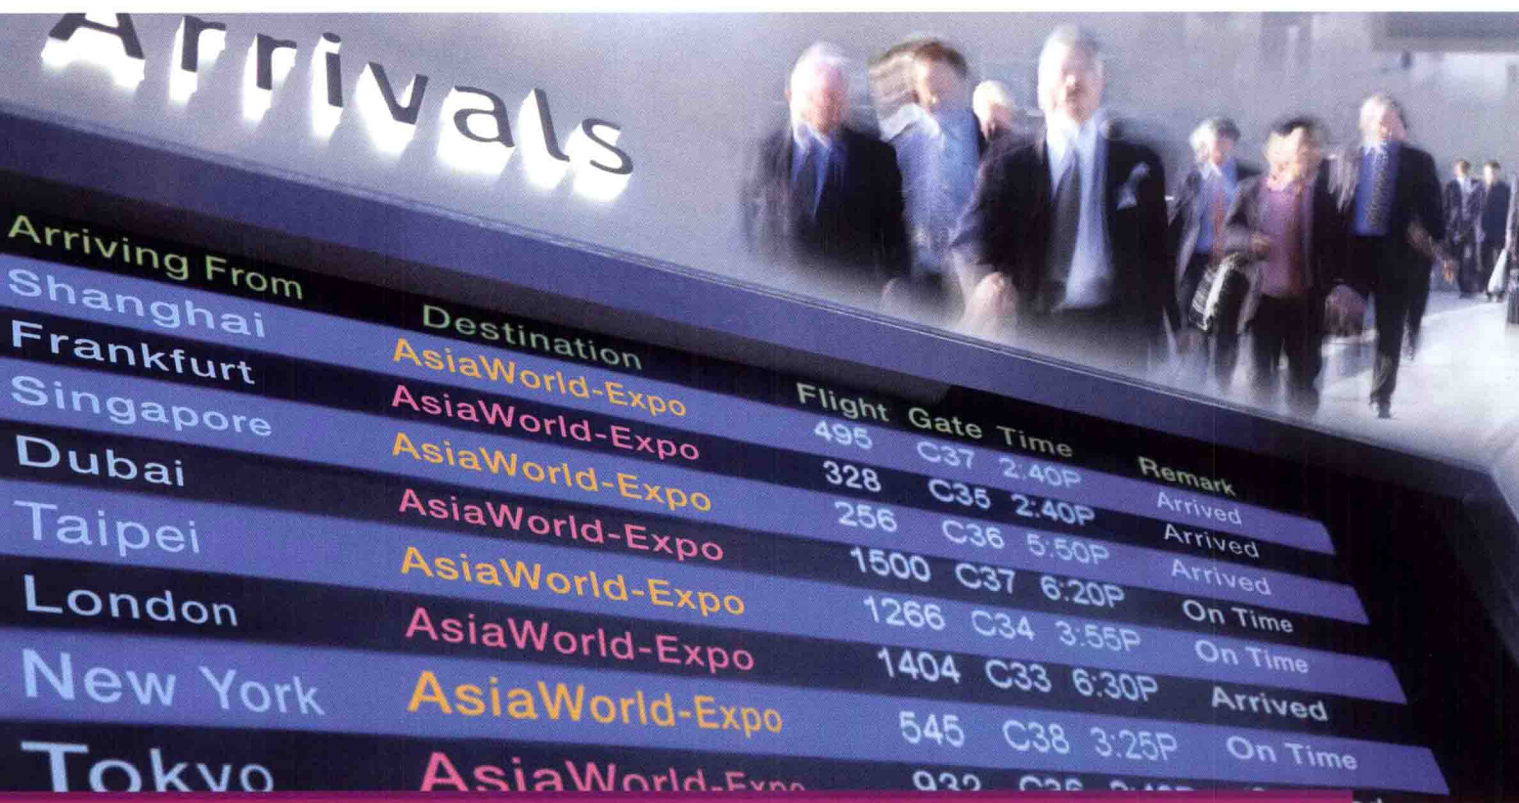 Arrivals
Arriving From Destination Flight Gate Time Remark
Shanghai AsiaWorld-Expo 495 C37 2:40P Arrived
Frankfurt AsiaWorld-Expo 328 C35 2:40P Arrived
Singapore AsiaWorld-Expo 256 C36 5:50P Arrived
Dubai AsiaWorld-Expo 1500 C37 6:20P On Time
Taipei AsiaWorld-Expo 1266 C34 3:55P On Time
London AsiaWorld-Expo 1404 C33 6:30P Arrived
New York AsiaWorld-Expo 545 C38 3:25P On Time
Tokyo AsiaWorld-Expo 932